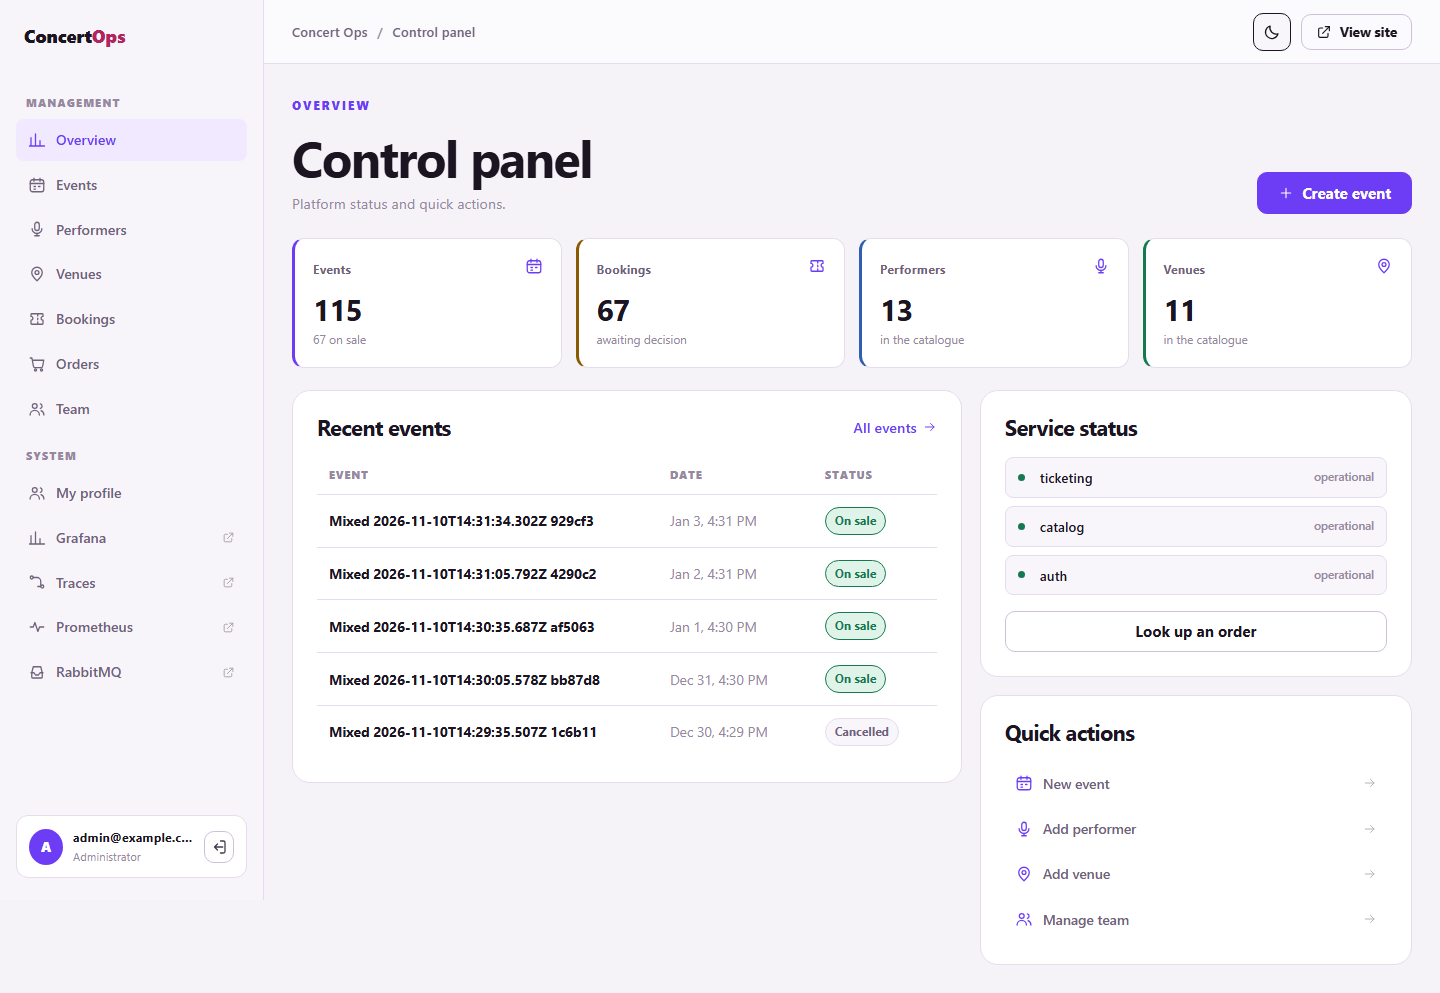 ConcertOps
MANAGEMENT
Overview
Events
Performers
Venues
Bookings
Orders
Team
SYSTEM
My profile
Grafana
Traces
Prometheus
RabbitMQ
A
admin@example.c...
Administrator
Concert Ops / Control panel
View site
OVERVIEW
Control panel
Platform status and quick actions.
Create event
Events
115
67 on sale
Bookings
67
awaiting decision
Performers
13
in the catalogue
Venues
11
in the catalogue
Recent events
All events
EVENT DATE STATUS
Mixed 2026-11-10T14:31:34.302Z 929cf3 Jan 3, 4:31 PM On sale
Mixed 2026-11-10T14:31:05.792Z 4290c2 Jan 2, 4:31 PM On sale
Mixed 2026-11-10T14:30:35.687Z af5063 Jan 1, 4:30 PM On sale
Mixed 2026-11-10T14:30:05.578Z bb87d8 Dec 31, 4:30 PM On sale
Mixed 2026-11-10T14:29:35.507Z 1c6b11 Dec 30, 4:29 PM Cancelled
Service status
ticketing operational
catalog operational
auth operational
Look up an order
Quick actions
New event
Add performer
Add venue
Manage team